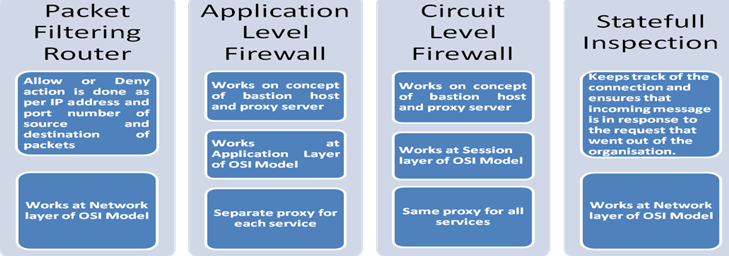 Packet
Filtering
Router
Allow or Deny
action is done as
per IP address and
port number of
source and
destination of
packets
Works at Network
layer of OSI Model
Application
Level
Firewall
Works on concept
of bastion host
and proxy server
Works at
Application Layer
of OSI Model
Separate proxy for
each service
Circuit
Level
Firewall
Works on concept
of bastion host
and proxy server
Works at Session
layer of OSI Model
Same proxy for all
services
Statefull
Inspection
Keeps track of the
connection and
ensures that
incoming message
is in response to
the request that
went out of the
organisation.
Works at Network
layer of OSI Model